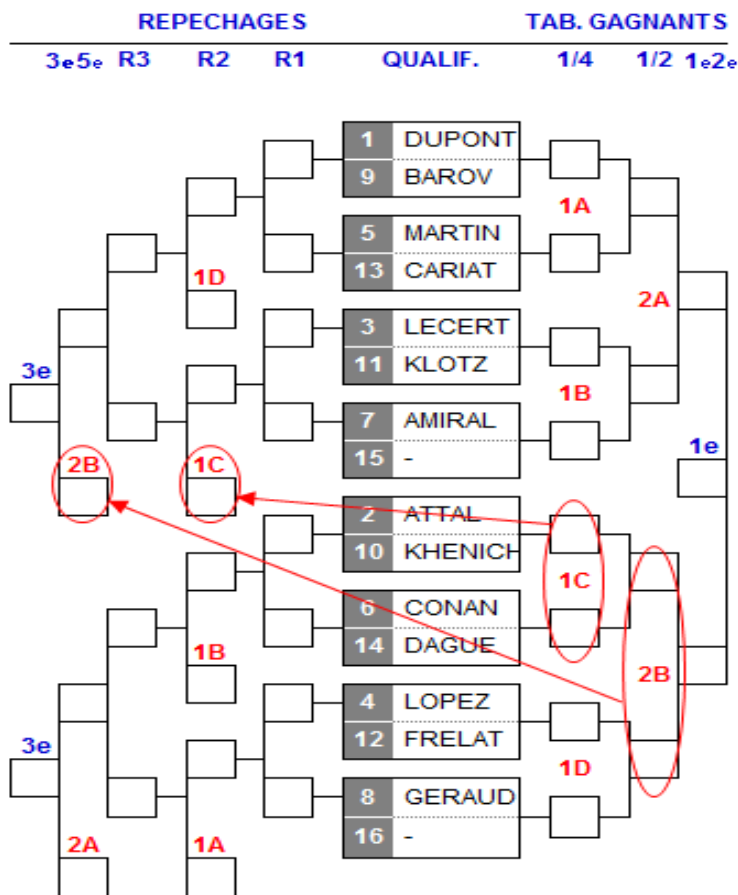 REPECHAGES TAB. GAGNANTS
3e5e R3 R2 R1 QUALIF. 1/4 1/2 1e2e
1 DUPONT
9 BAROV
1A
5 MARTIN
13 CARIAT
1D
2A
3 LECERT
11 KLOTZ
3e
1B
7 AMIRAL
15 -
1e
2B 1C
2 ATTAL
10 KHENICH
1C
6 CONAN
14 DAGUE
1B
2B
4 LOPEZ
12 FRELAT
3e
1D
8 GERAUD
16 -
2A 1A